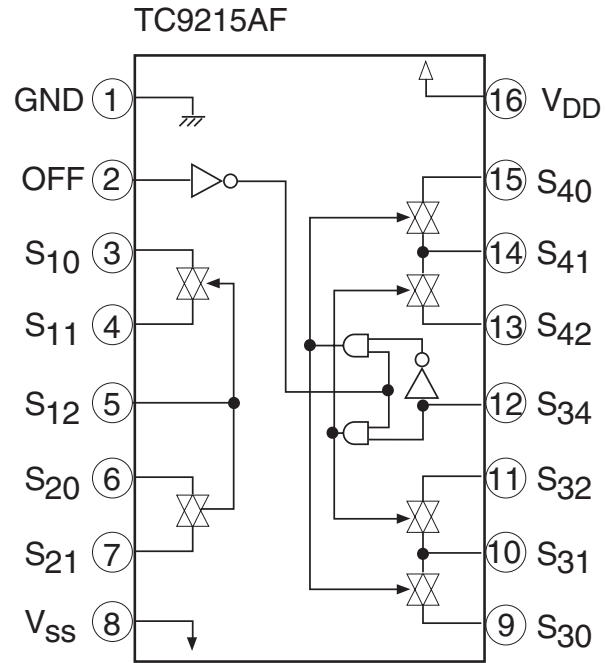 TC9215AF
GND 1
OFF 2
S10 3
S11 4
S12 5
S20 6
S21 7
VSS 8
16 VDD
15 S40
14 S41
13 S42
12 S34
11 S32
10 S31
9 S30